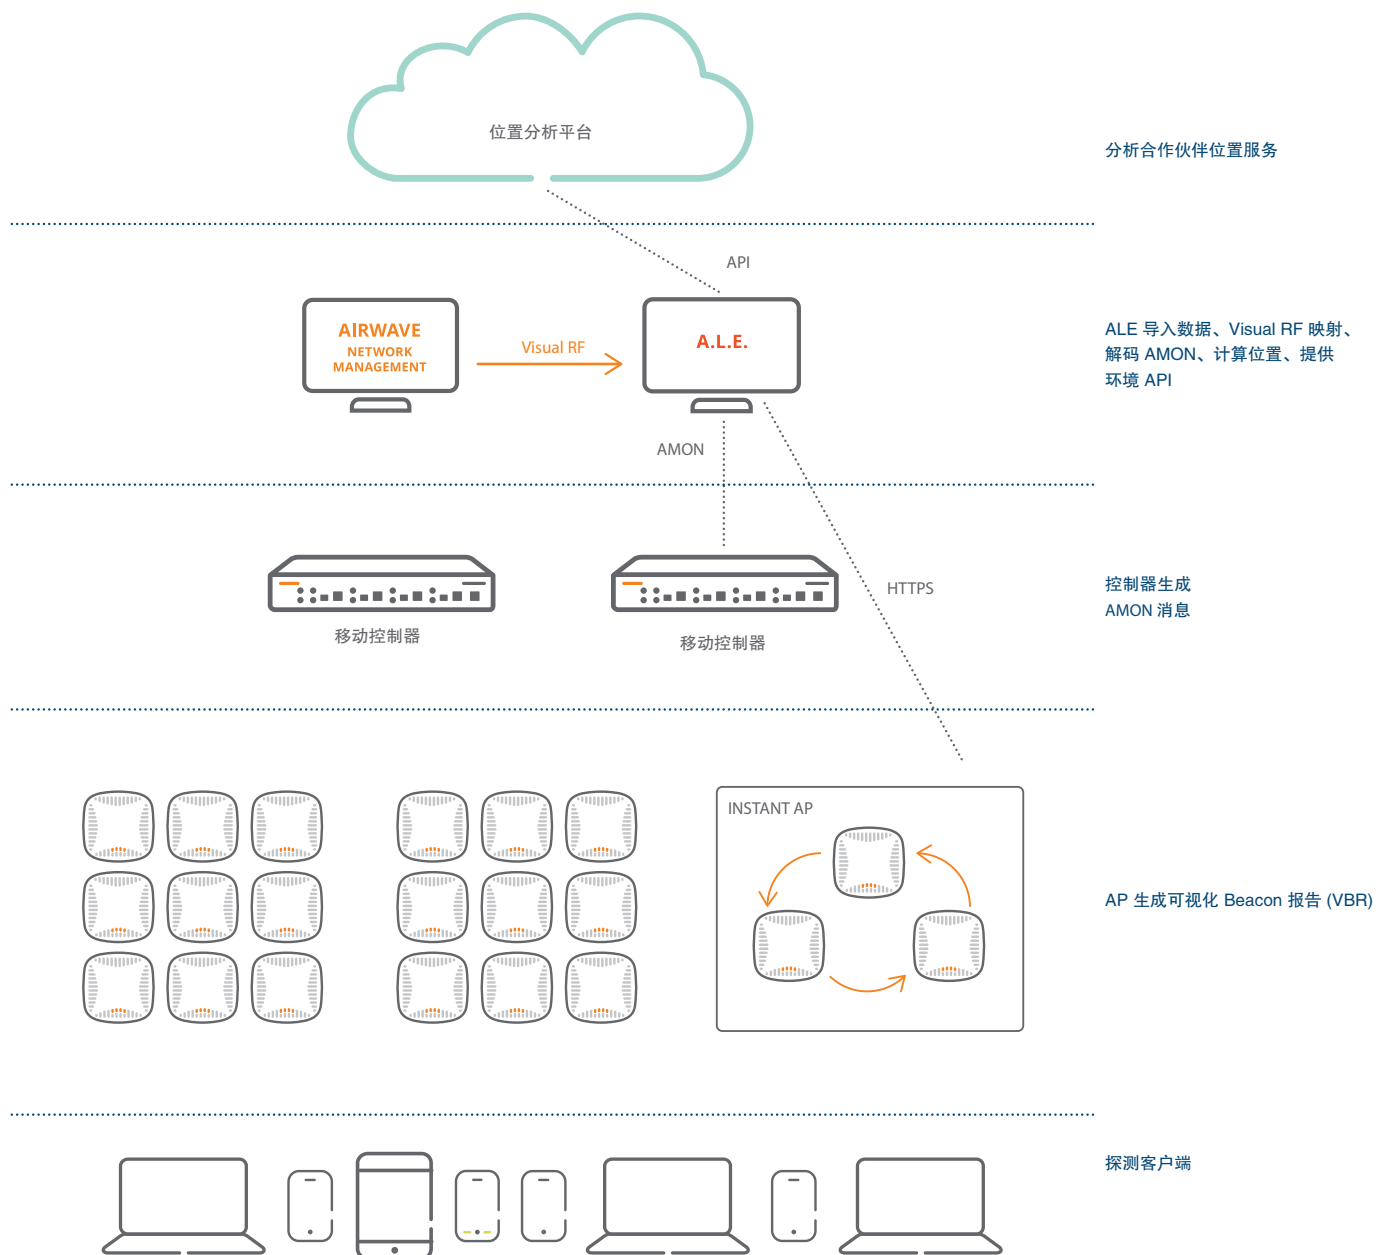 位置分析平台
分析合作伙伴位置服务
API
AIRWAVE
NETWORK
MANAGEMENT
Visual RF
A.L.E.
ALE 导入数据、Visual RF 映射、
解码 AMON、计算位置、提供
环境 API
AMON
HTTPS
控制器生成
AMON 消息
移动控制器
移动控制器
INSTANT AP
AP 生成可视化 Beacon 报告 (VBR)
探测客户端